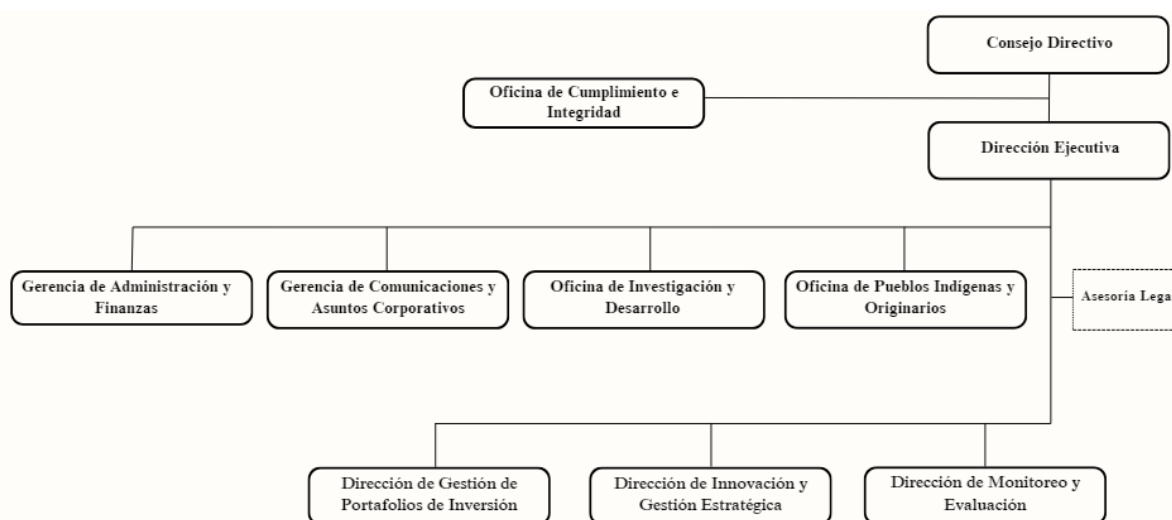 Consejo Directivo
Oficina de Cumplimiento e
Integridad
Dirección Ejecutiva
Gerencia de Administración y
Finanzas
Gerencia de Comunicaciones y
Asuntos Corporativos
Oficina de Investigación y
Desarrollo
Oficina de Pueblos Indígenas y
Originarios
Asesoría Lega
Dirección de Gestión de
Portafolios de Inversión
Dirección de Innovación y
Gestión Estratégica
Dirección de Monitoreo y
Evaluación